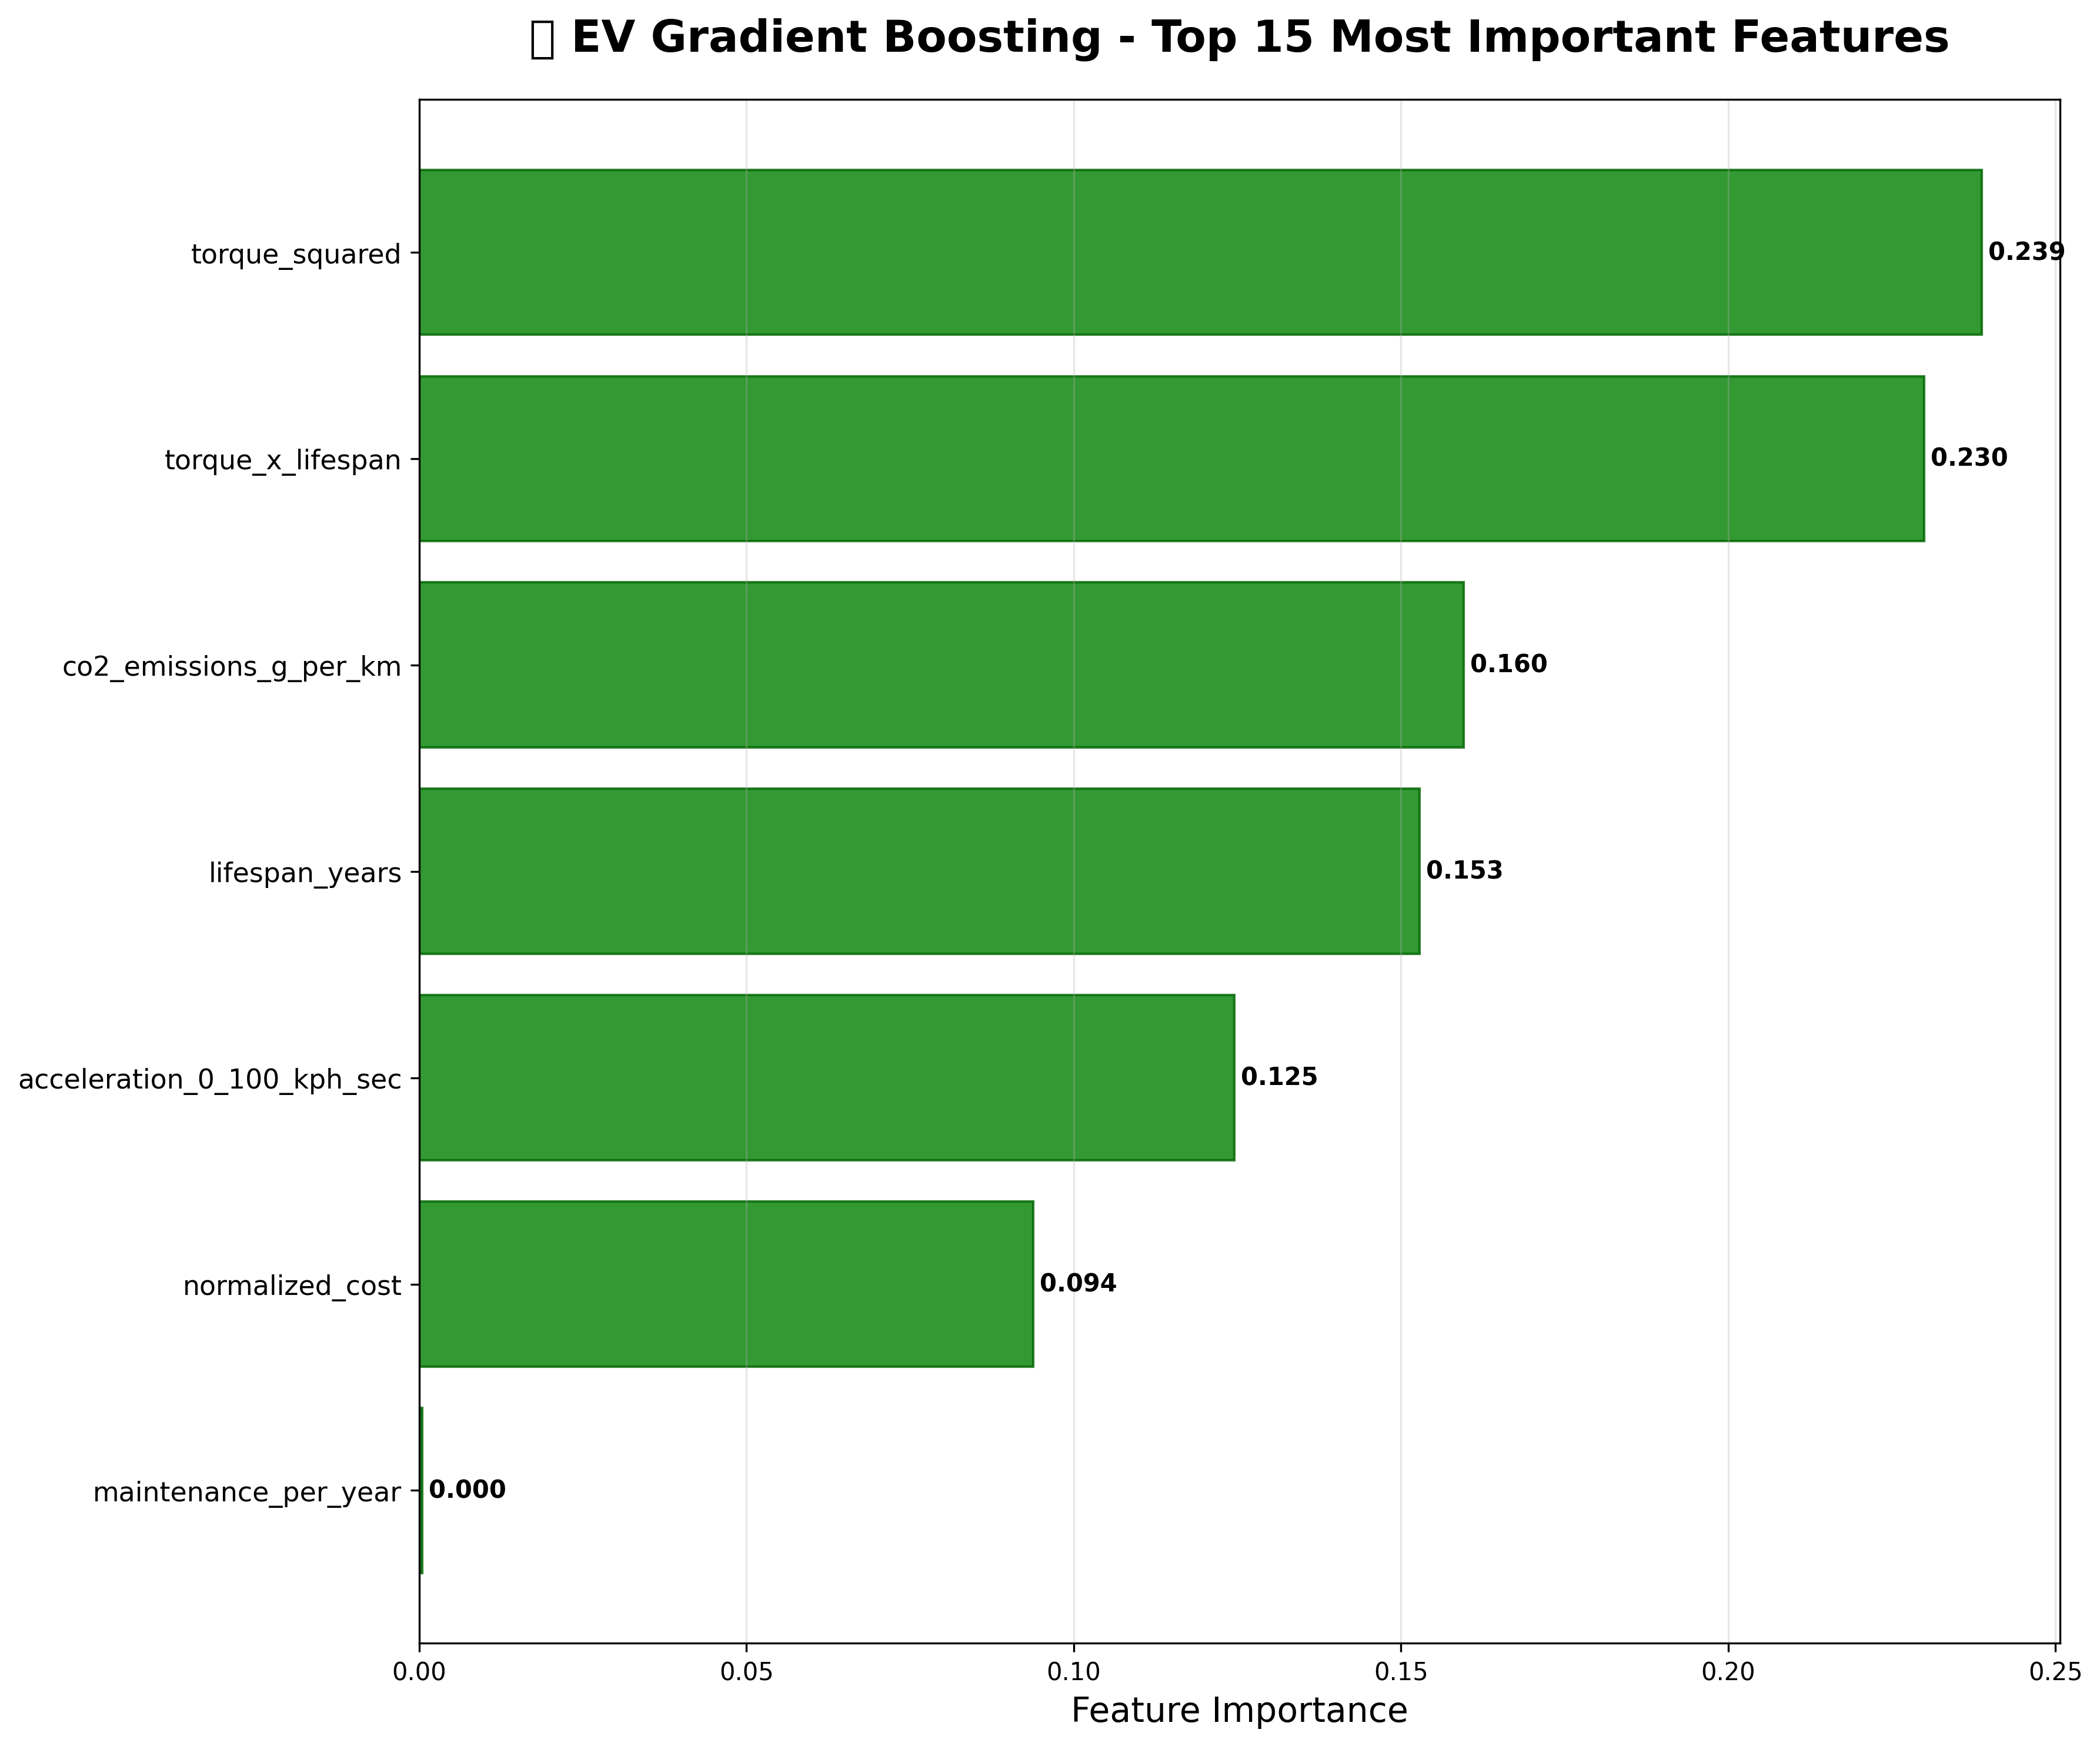 EV Gradient Boosting - Top 15 Most Important Features
torque_squared
0.239
torque_x_lifespan
0.230
co2_emissions_g_per_km
0.160
lifespan_years
0.153
acceleration_0_100_kph_sec
0.125
normalized_cost
0.094
maintenance_per_year
0.000
0.00 0.05 0.10 0.15 0.20 0.25
Feature Importance